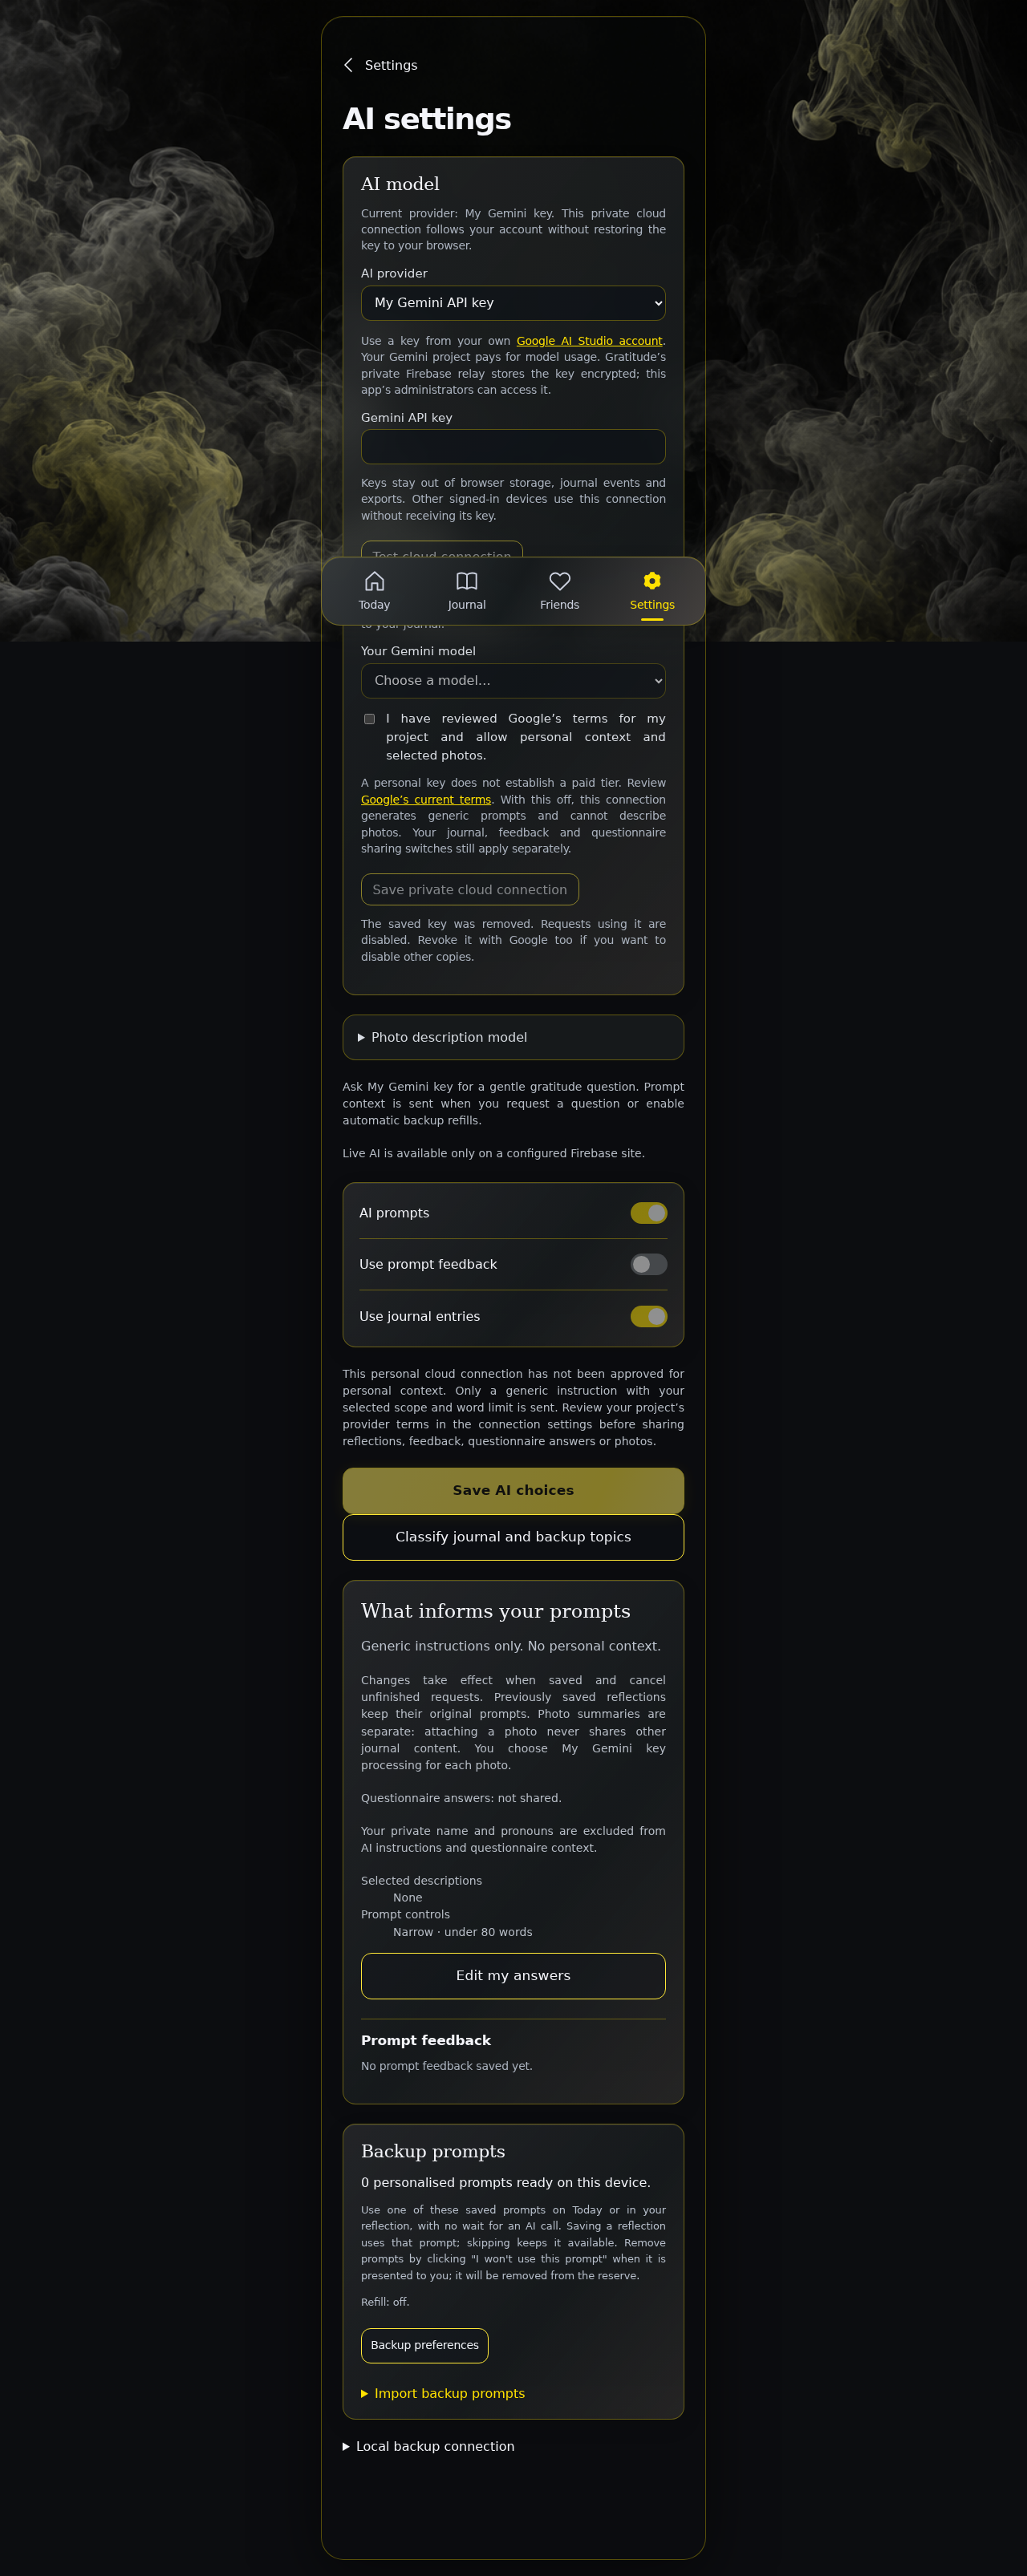 Settings
AI settings
AI model
Current provider: My Gemini key. This private cloud
connection follows your account without restoring the
key to your browser.
AI provider
My Gemini API key
Use a key from your own Google AI Studio account.
Your Gemini project pays for model usage. Gratitude’s
private Firebase relay stores the key encrypted; this
app’s administrators can access it.
Gemini API key
Keys stay out of browser storage, journal events and
exports. Other signed-in devices use this connection
without receiving its key.
Test cloud connection
Today Journal Friends Settings
to your journal.
Your Gemini model
Choose a model…
I have reviewed Google’s terms for my
project and allow personal context and
selected photos.
A personal key does not establish a paid tier. Review
Google’s current terms. With this off, this connection
generates generic prompts and cannot describe
photos. Your journal, feedback and questionnaire
sharing switches still apply separately.
Save private cloud connection
The saved key was removed. Requests using it are
disabled. Revoke it with Google too if you want to
disable other copies.
Photo description model
Ask My Gemini key for a gentle gratitude question. Prompt
context is sent when you request a question or enable
automatic backup refills.
Live AI is available only on a configured Firebase site.
AI prompts
Use prompt feedback
Use journal entries
This personal cloud connection has not been approved for
personal context. Only a generic instruction with your
selected scope and word limit is sent. Review your project’s
provider terms in the connection settings before sharing
reflections, feedback, questionnaire answers or photos.
Save AI choices
Classify journal and backup topics
What informs your prompts
Generic instructions only. No personal context.
Changes take effect when saved and cancel
unfinished requests. Previously saved reflections
keep their original prompts. Photo summaries are
separate: attaching a photo never shares other
journal content. You choose My Gemini key
processing for each photo.
Questionnaire answers: not shared.
Your private name and pronouns are excluded from
AI instructions and questionnaire context.
Selected descriptions
None
Prompt controls
Narrow · under 80 words
Edit my answers
Prompt feedback
No prompt feedback saved yet.
Backup prompts
0 personalised prompts ready on this device.
Use one of these saved prompts on Today or in your
reflection, with no wait for an AI call. Saving a reflection
uses that prompt; skipping keeps it available. Remove
prompts by clicking "I won't use this prompt" when it is
presented to you; it will be removed from the reserve.
Refill: off.
Backup preferences
Import backup prompts
Local backup connection